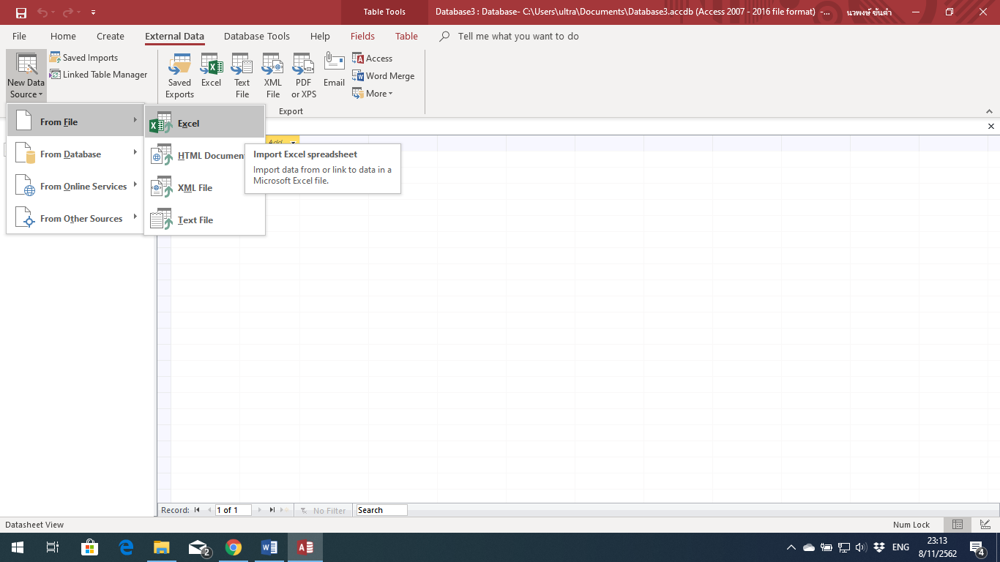 Table Tools
Database3 : Database- C:\Users\ultra\Documents\Database3.accdb (Access 2007 - 2016 file format) -...
นวพงษ์ ชันคำ
File
Home
Create
External Data
Database Tools
Help
Fields
Table
Tell me what you want to do
New Data
Source
Saved Imports
Linked Table Manager
Saved
Exports
Excel
Text
File
XML
File
PDF
or XPS
Email
Access
Word Merge
More
Export
From File
From Database
From Online Services
From Other Sources
Excel
HTML Documen
XML File
Text File
Add
Import Excel spreadsheet
Import data from or link to data in a
Microsoft Excel file.
Record:
1 of 1
No Filter
Search
Datasheet View
Num Lock
2
ENG
23:13
8/11/2562
4